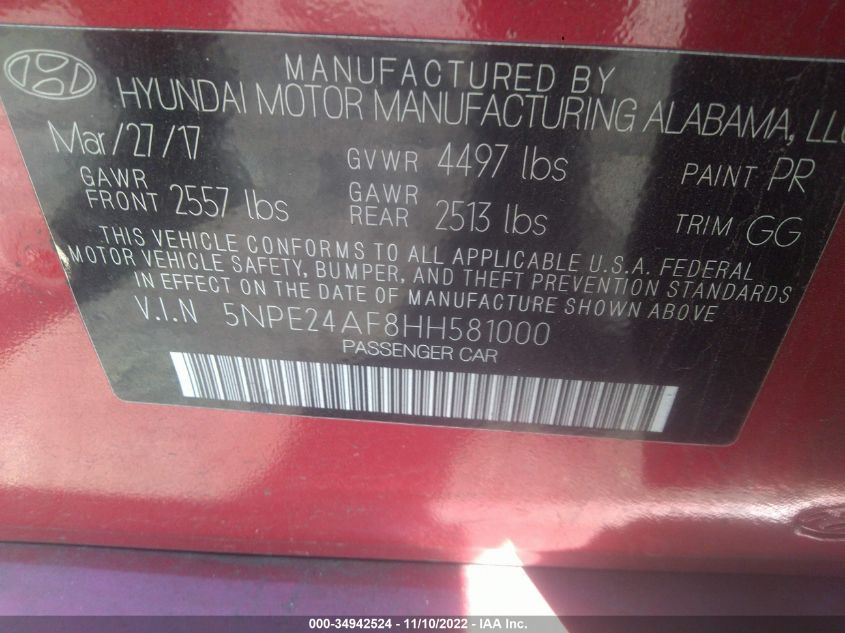 MANUFACTURED BY
HYUNDAI MOTOR MANUFACTURING ALABAMA, LLC
Mar/27/17 GVWR 4497 lbs PAINT PR
GAWR FRONT 2557 lbs GAWR REAR 2513 lbs TRIM GG
THIS VEHICLE CONFORMS TO ALL APPLICABLE U.S.A. FEDERAL
MOTOR VEHICLE SAFETY, BUMPER, AND THEFT PREVENTION STANDARDS
IN EFFECT ON THE DATE OF MANUFACTURE SHOWN ABOVE.
V.I.N 5NPE24AF8HH581000
PASSENGER CAR
000-34942524 - 11/10/2022 - IAA Inc.